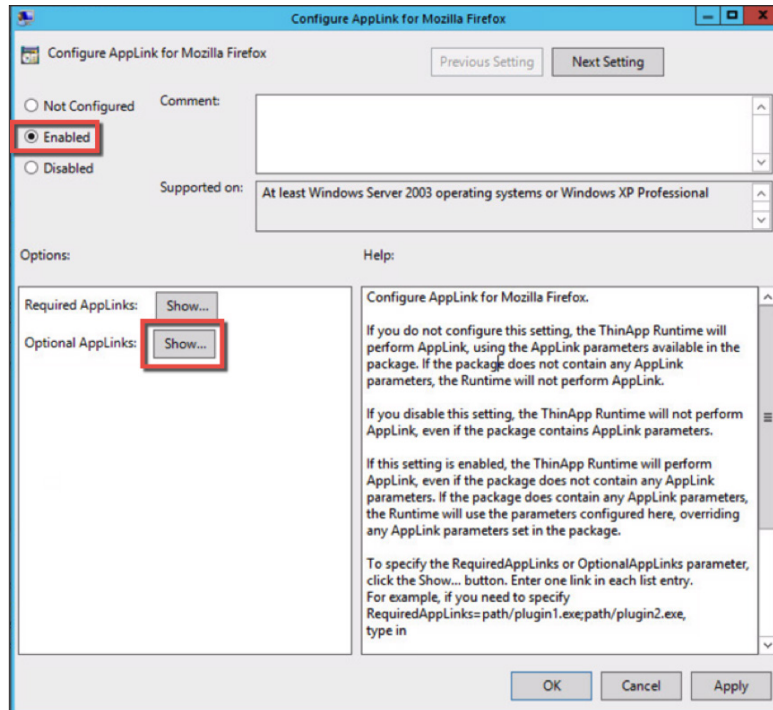 Configure AppLink for Mozilla Firefox
Configure AppLink for Mozilla Firefox
Previous Setting
Next Setting
Not Configured
Comment:
Enabled
Disabled
Supported on:
At least Windows Server 2003 operating systems or Windows XP Professional
Options:
Help:
Required AppLinks:
Show...
Optional AppLinks:
Show...
Configure AppLink for Mozilla Firefox.
If you do not configure this setting, the ThinApp Runtime will
perform AppLink, using the AppLink parameters available in the
package. If the package does not contain any AppLink
parameters, the Runtime will not perform AppLink.
If you disable this setting, the ThinApp Runtime will not perform
AppLink, even if the package contains AppLink parameters.
If this setting is enabled, the ThinApp Runtime will perform
AppLink, even if the package does not contain any AppLink
parameters. If the package does contain any AppLink parameters,
the Runtime will use the parameters configured here, overriding
any AppLink parameters set in the package.
To specify the RequiredAppLinks or OptionalAppLinks parameter,
click the Show... button. Enter one link in each list entry.
For example, if you need to specify
RequiredAppLinks=path/plugin1.exe;path/plugin2.exe,
type in
OK
Cancel
Apply